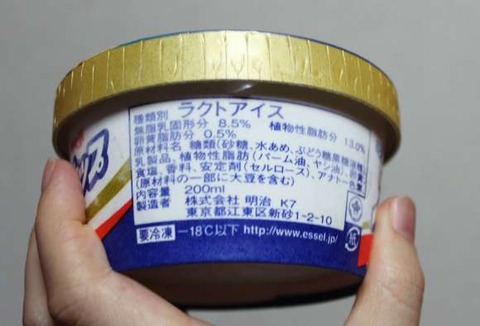 種類別 ラクトアイス
無脂乳固形分 8.5% 植物性脂肪分 13.0%
卵黄脂肪分 0.5%
原材料名 糖類(砂糖、水あめ、ぶどう糖果糖液糖)、
乳製品、植物性脂肪(パーム油、ヤシ油)、
食塩、香料、安定剤(セルロース)、アナトー色素
(原材料の一部に大豆を含む)
内容量 200ml
製造者 株式会社 明治 K7
東京都江東区新砂1-2-10
要冷凍 -18℃以下 http://www.essel.jp/
紙